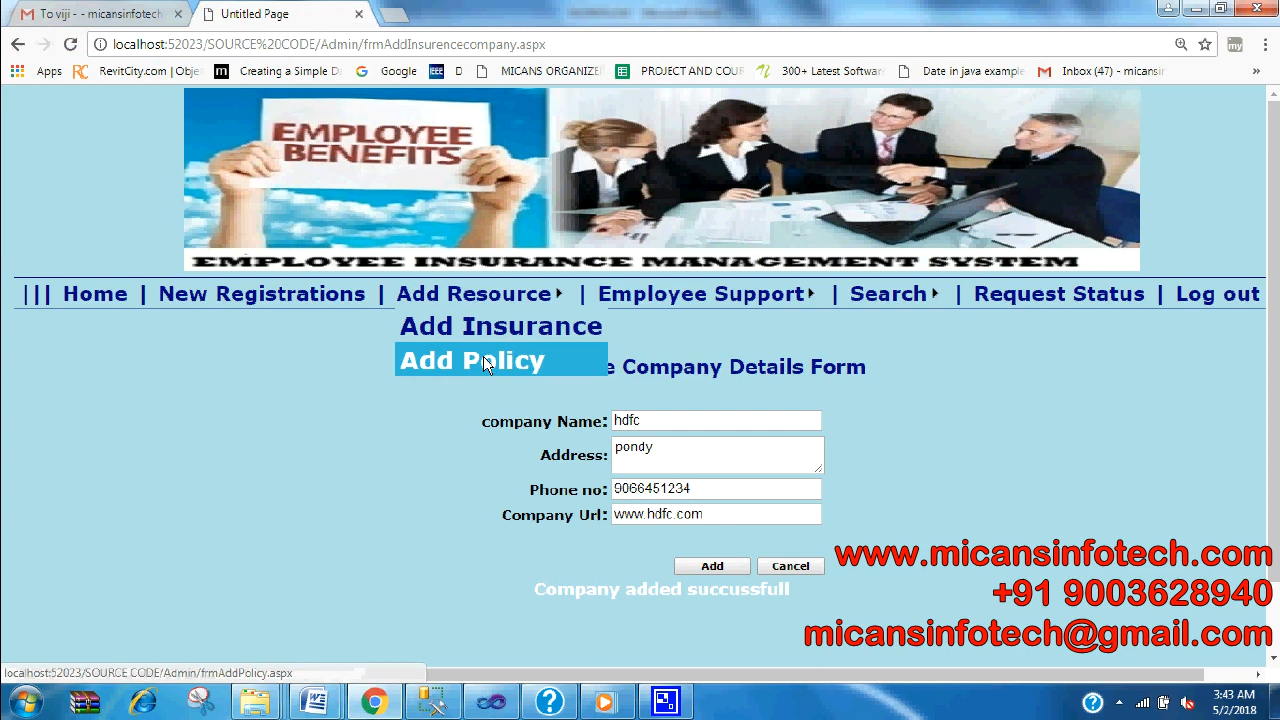 To viji - - micansinfotech
Untitled Page
localhost:52023/SOURCE%20CODE/Admin/frmAddInsurencecompany.aspx
my
Apps RevitCity.com | Obje Creating a Simple D Google IEEE D MICANS ORGANIZE PROJECT AND COUR 300+ Latest Softwar Date in java example Inbox (47) - micansir »
EMPLOYEE
BENEFITS
EMPLOYEE INSURANCE MANAGEMENT SYSTEM
||| Home | New Registrations | Add Resource | Employee Support | Search | Request Status | Log out
Add Insurance
Add Policy
e Company Details Form
company Name: hdfc
Address: pondy
Phone no: 9066451234
Company Url: www.hdfc.com
Add Cancel
Company added succussfull
www.micansinfotech.com
+91 9003628940
micansinfotech@gmail.com
localhost:52023/SOURCE CODE/Admin/frmAddPolicy.aspx
3:43 AM
5/2/2018